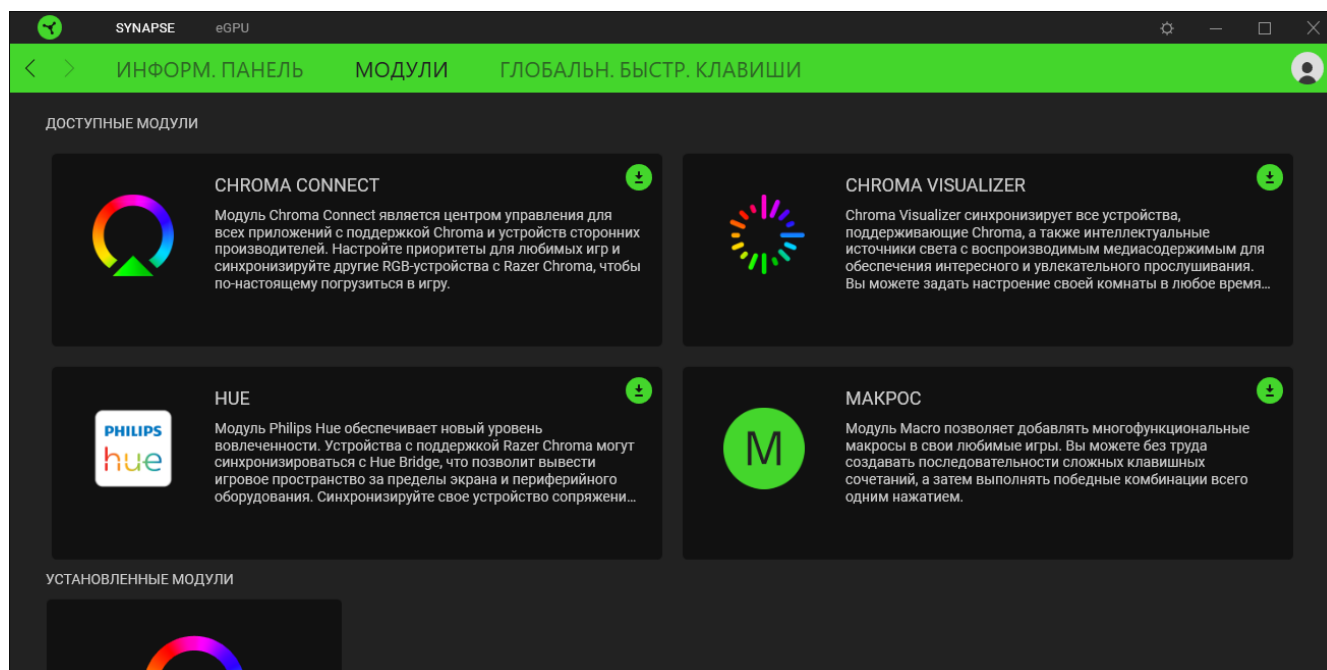 SYNAPSE eGPU
ИНФОРМ. ПАНЕЛЬ МОДУЛИ ГЛОБАЛЬН. БЫСТР. КЛАВИШИ
ДОСТУПНЫЕ МОДУЛИ
CHROMA CONNECT
Модуль Chroma Connect является центром управления для
всех приложений с поддержкой Chroma и устройств сторонних
производителей. Настройте приоритеты для любимых игр и
синхронизируйте другие RGB-устройства с Razer Chroma, чтобы
по-настоящему погрузиться в игру.
CHROMA VISUALIZER
Chroma Visualizer синхронизирует все устройства,
поддерживающие Chroma, а также интеллектуальные
источники света с воспроизводимым медиасодержимым для
обеспечения интересного и увлекательного прослушивания.
Вы можете задать настроение своей комнаты в любое время...
PHILIPS
hue
HUE
Модуль Philips Hue обеспечивает новый уровень
вовлеченности. Устройства с поддержкой Razer Chroma могут
синхронизироваться с Hue Bridge, что позволит вывести
игровое пространство за пределы экрана и периферийного
оборудования. Синхронизируйте свое устройство сопряжени...
M
МАКРОС
Модуль Macro позволяет добавлять многофункциональные
макросы в свои любимые игры. Вы можете без труда
создавать последовательности сложных клавишных
сочетаний, а затем выполнять победные комбинации всего
одним нажатием.
УСТАНОВЛЕННЫЕ МОДУЛИ